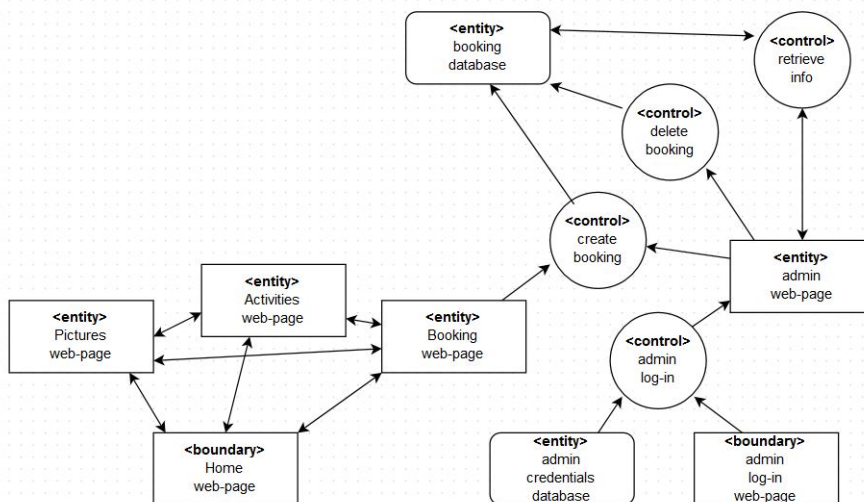 <entity>
booking
database
<control>
retrieve
info
<control>
delete
booking
<control>
create
booking
<entity>
admin
web-page
<entity>
Activities
web-page
<entity>
Pictures
web-page
<entity>
Booking
web-page
<control>
admin
log-in
<boundary>
Home
web-page
<entity>
admin
credentials
database
<boundary>
admin
log-in
web-page